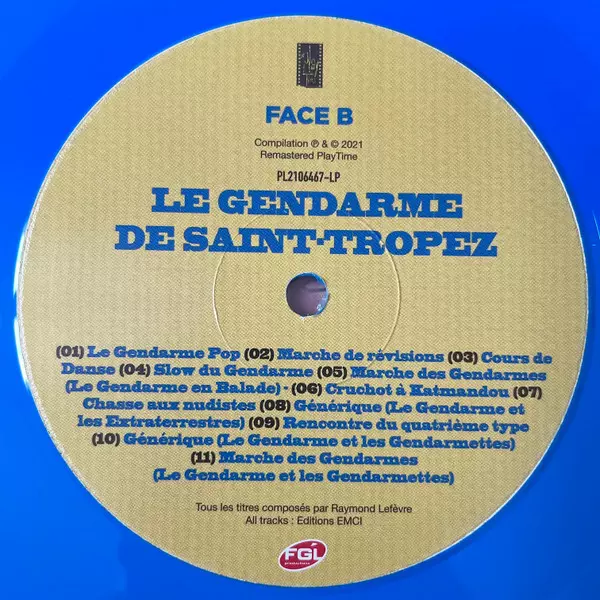 FACE B
Compilation ℗ & © 2021
Remastered PlayTime
PL2106467-LP
LE GENDARME
DE SAINT-TROPEZ
(01) Le Gendarme Pop (02) Marche de révisions (03) Cours de
Danse (04) Slow du Gendarme (05) Marche des Gendarmes
(Le Gendarme en Balade) - (06) Cruchot à Katmandou (07)
Chasse aux nudistes (08) Générique (Le Gendarme et
les Extraterrestres) (09) Rencontre du quatrième type
(10) Générique (Le Gendarme et les Gendarmettes)
(11) Marche des Gendarmes
(Le Gendarme et les Gendarmettes)
Tous les titres composés par Raymond Lefèvre
All tracks : Editions EMCI
FGL